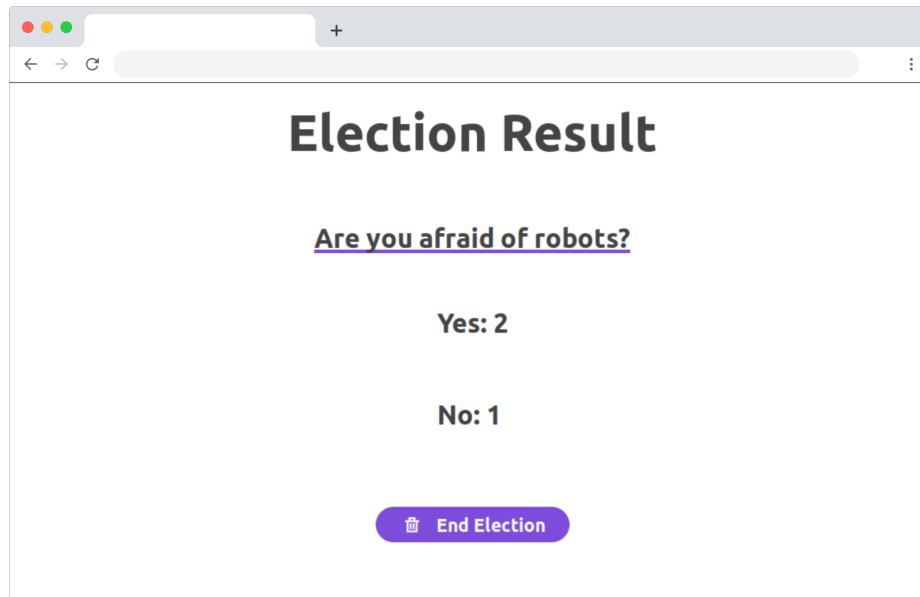 Election Result
Are you afraid of robots?
Yes: 2
No: 1
End Election